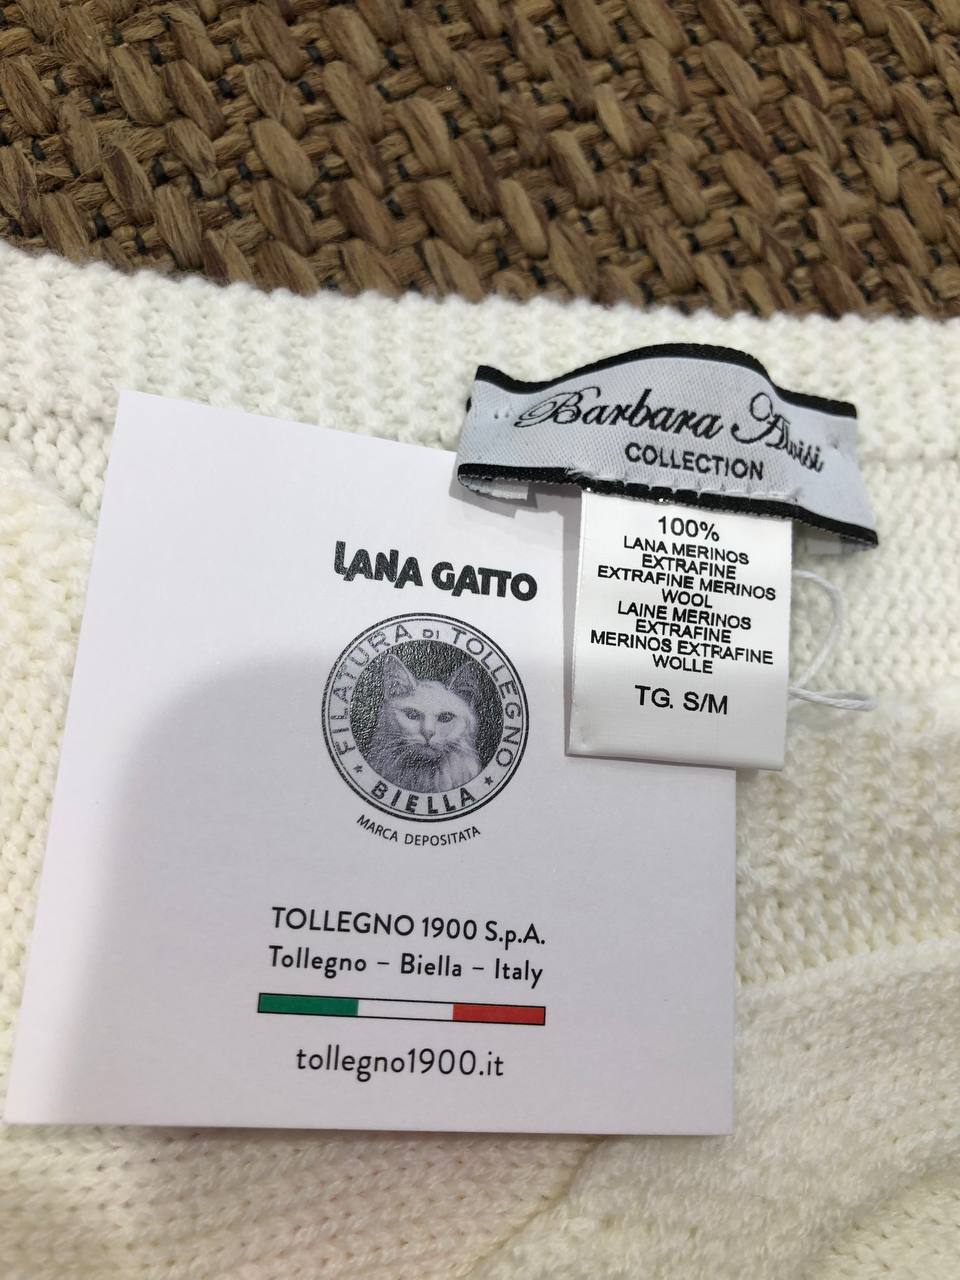 Barbara Alvisi
COLLECTION
100%
LANA MERINOS
EXTRAFINE
EXTRAFINE MERINOS
WOOL
LAINE MERINOS
EXTRAFINE
MERINOS EXTRAFINE
WOLLE
TG. S/M
LANA GATTO
FILATURA DI TOLLEGNO
BIELLA
MARCA DEPOSITATA
TOLLEGNO 1900 S.p.A.
Tollegno – Biella – Italy
tollegno1900.it